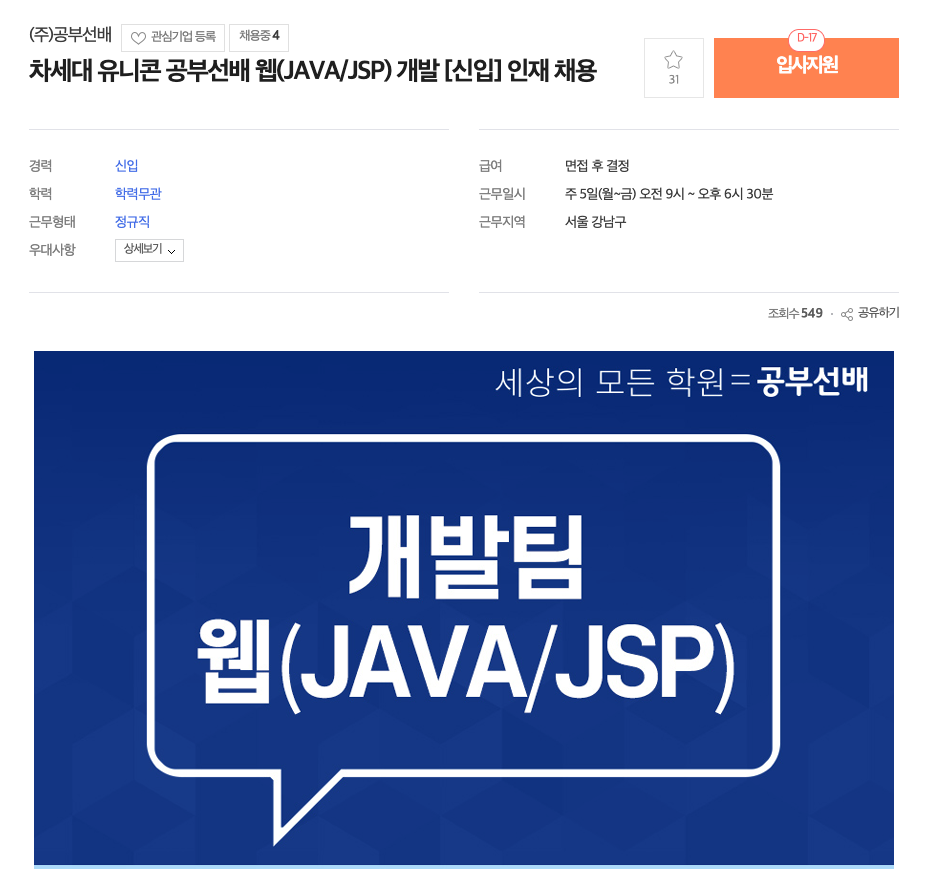 (주)공부선배 관심기업 등록 채용중 4
차세대 유니콘 공부선배 웹(JAVA/JSP) 개발 [신입] 인재 채용
31
D-17
입사지원
경력 신입
학력 학력무관
근무형태 정규직
우대사항 상세보기
급여 면접 후 결정
근무일시 주 5일(월~금) 오전 9시 ~ 오후 6시 30분
근무지역 서울 강남구
조회수 549 · 공유하기
세상의 모든 학원 = 공부선배
개발팀
웹(JAVA/JSP)